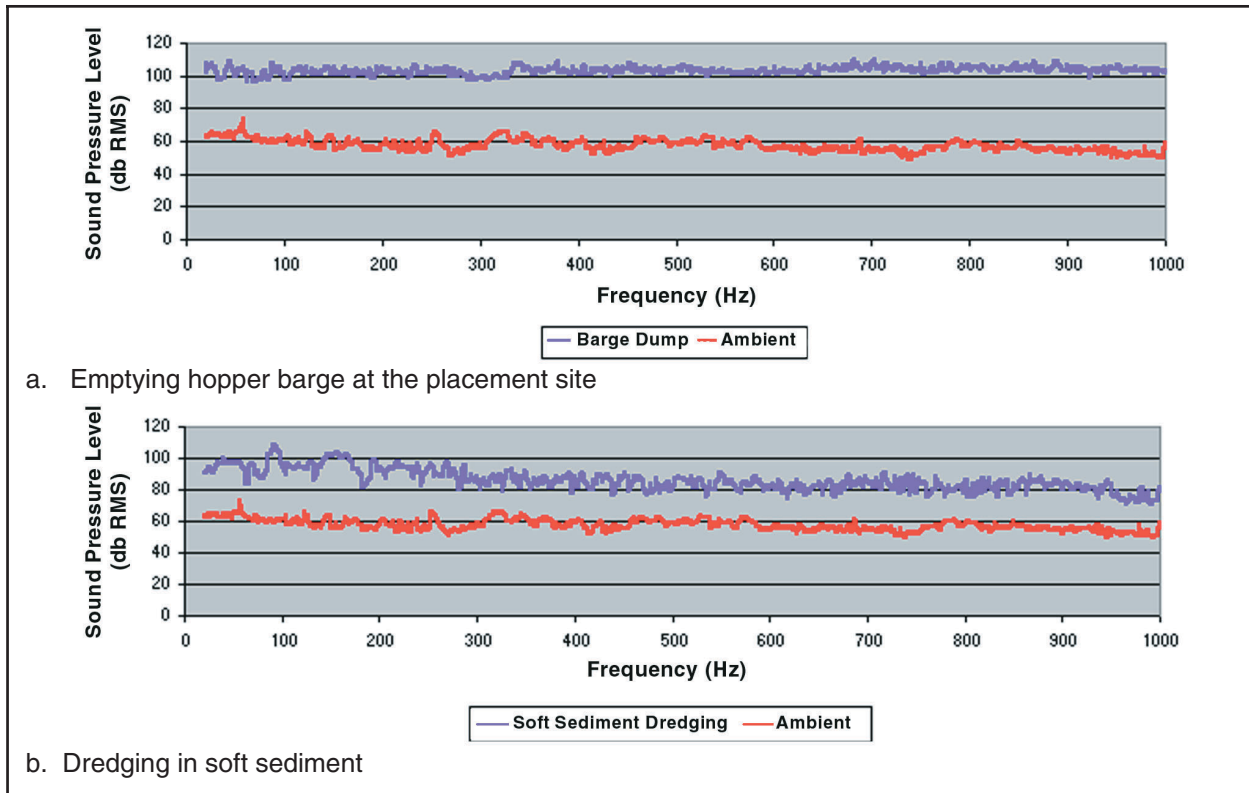 120
100
80
60
40
20
0
Sound Pressure Level
(db RMS)
0 100 200 300 400 500 600 700 800 900 1000
Frequency (Hz)
Barge Dump Ambient
a. Emptying hopper barge at the placement site
120
100
80
60
40
20
0
Sound Pressure Level
(db RMS)
0 100 200 300 400 500 600 700 800 900 1000
Frequency (Hz)
Soft Sediment Dredging Ambient
b. Dredging in soft sediment